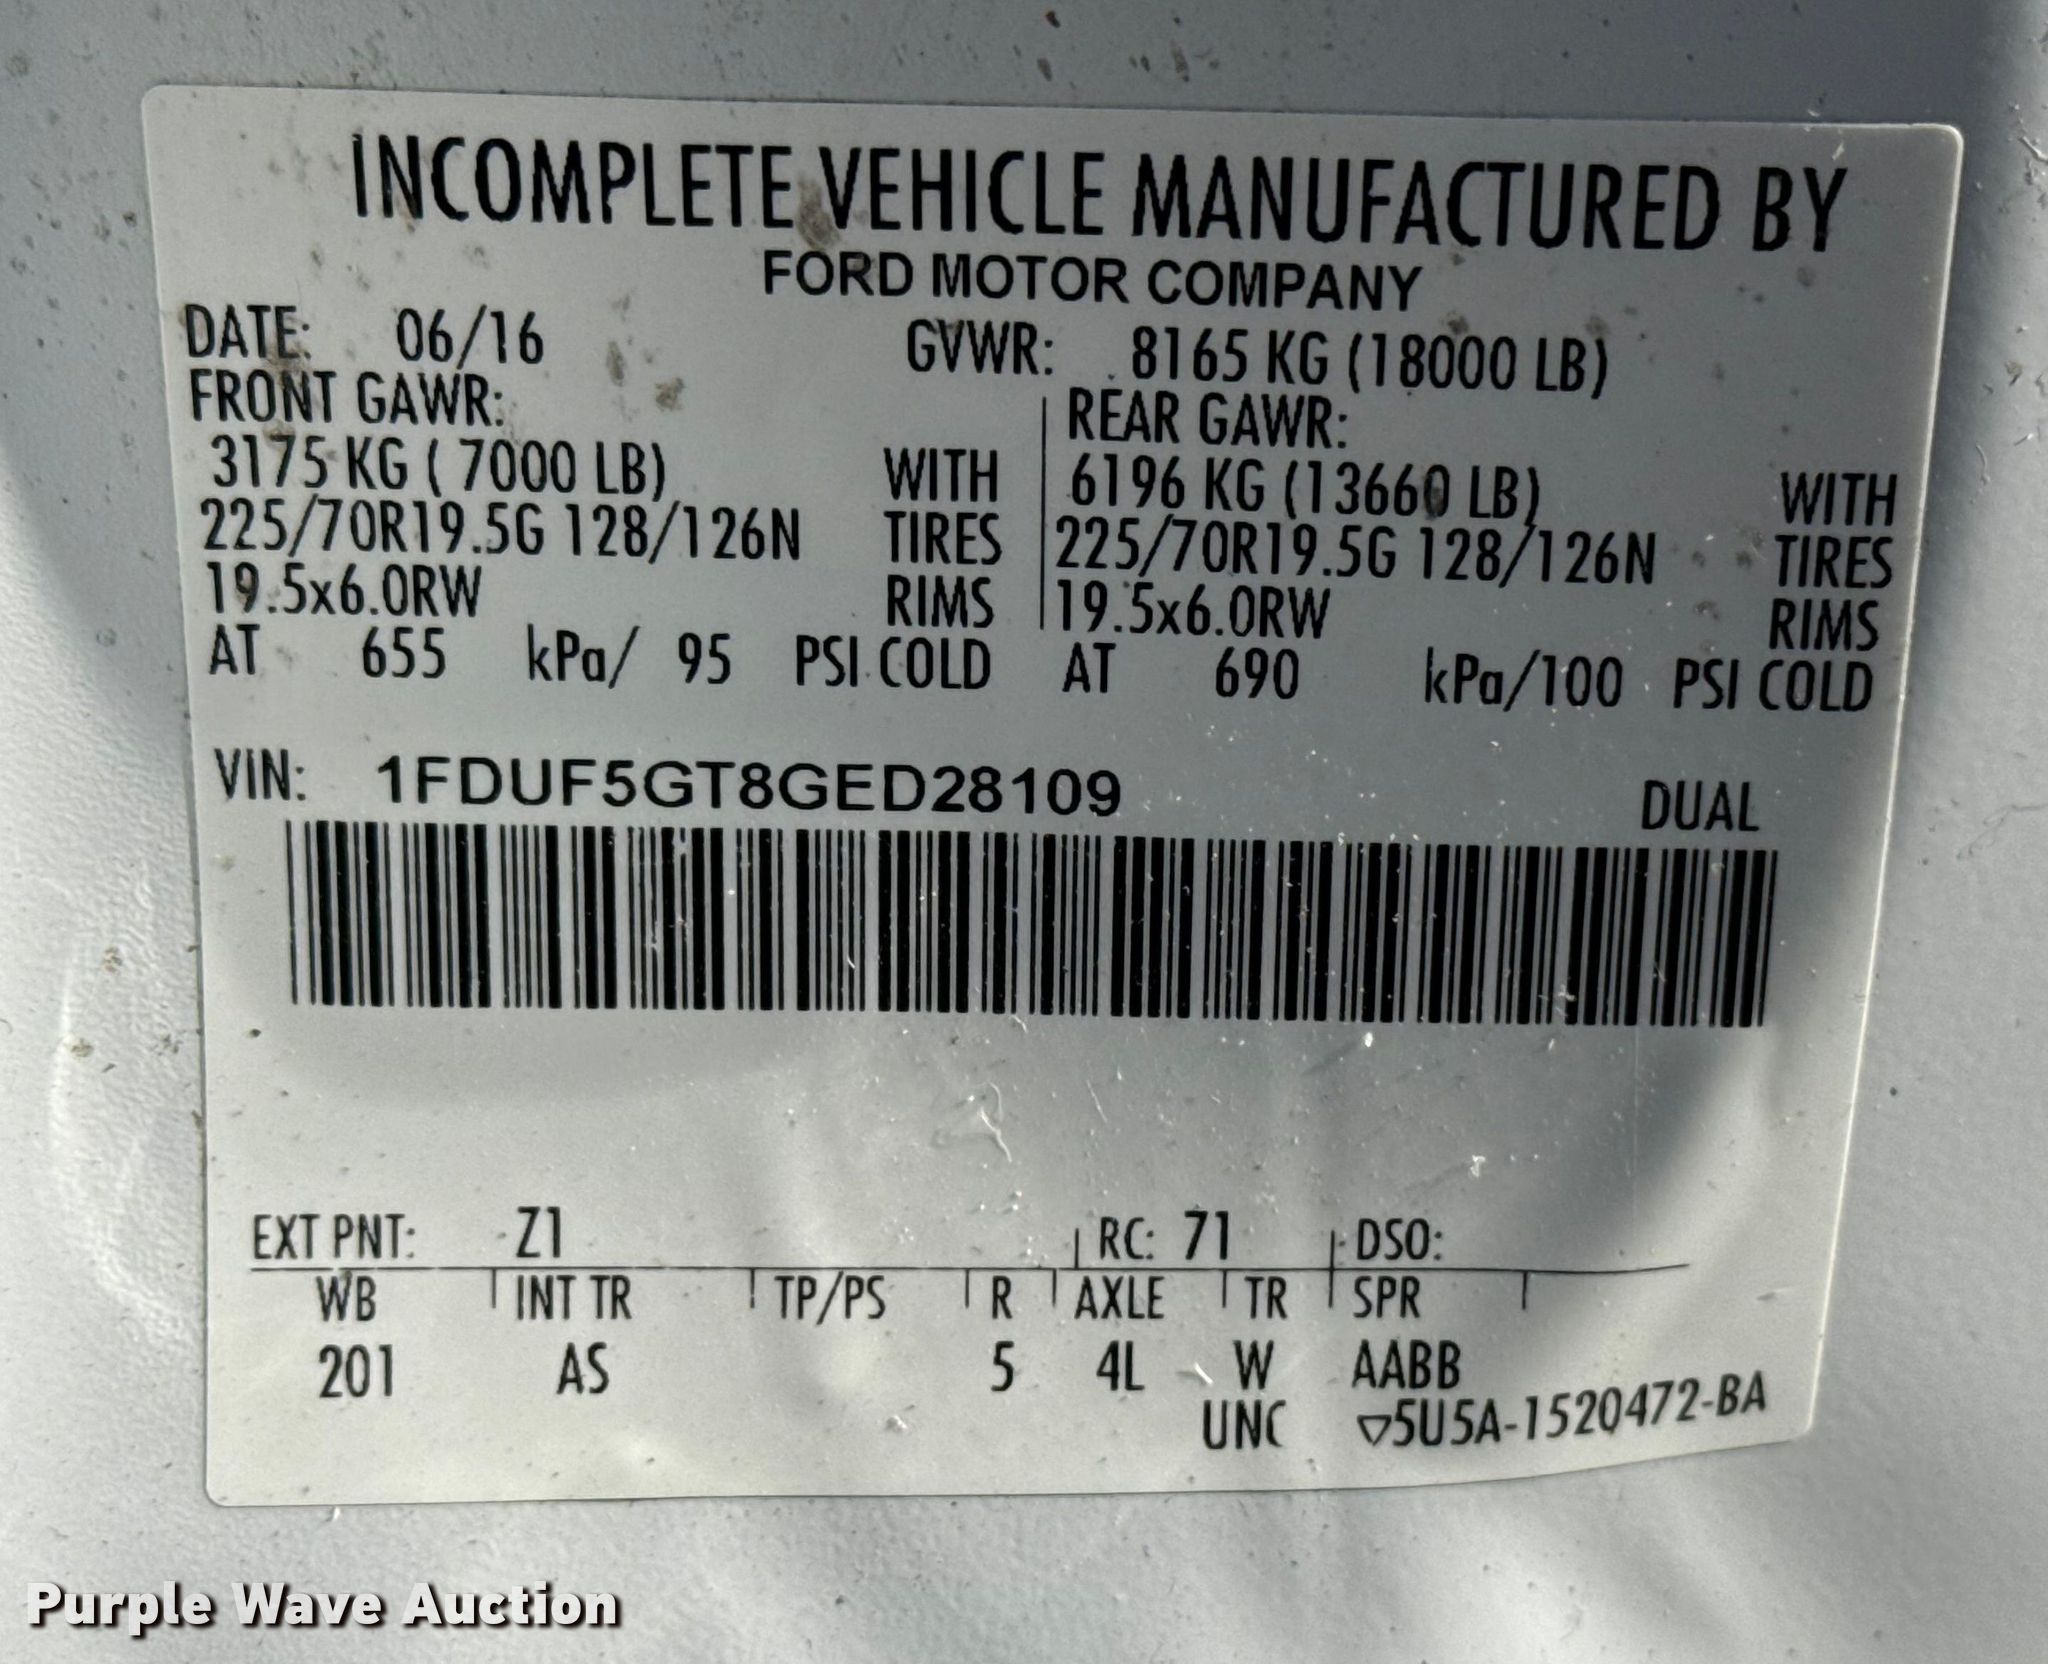 INCOMPLETE VEHICLE MANUFACTURED BY
FORD MOTOR COMPANY
DATE: 06/16 GVWR: 8165 KG (18000 LB)
FRONT GAWR: REAR GAWR:
3175 KG ( 7000 LB) WITH 6196 KG (13660 LB) WITH
225/70R19.5G 128/126N TIRES 225/70R19.5G 128/126N TIRES
19.5x6.0RW RIMS 19.5x6.0RW RIMS
AT 655 kPa/ 95 PSI COLD AT 690 kPa/100 PSI COLD
VIN: 1FDUF5GT8GED28109 DUAL
EXT PNT: Z1 RC: 71 DSO:
WB INT TR TP/PS R AXLE TR SPR
201 AS 5 4L W AABB
UNC ▽5U5A-1520472-BA
Purple Wave Auction